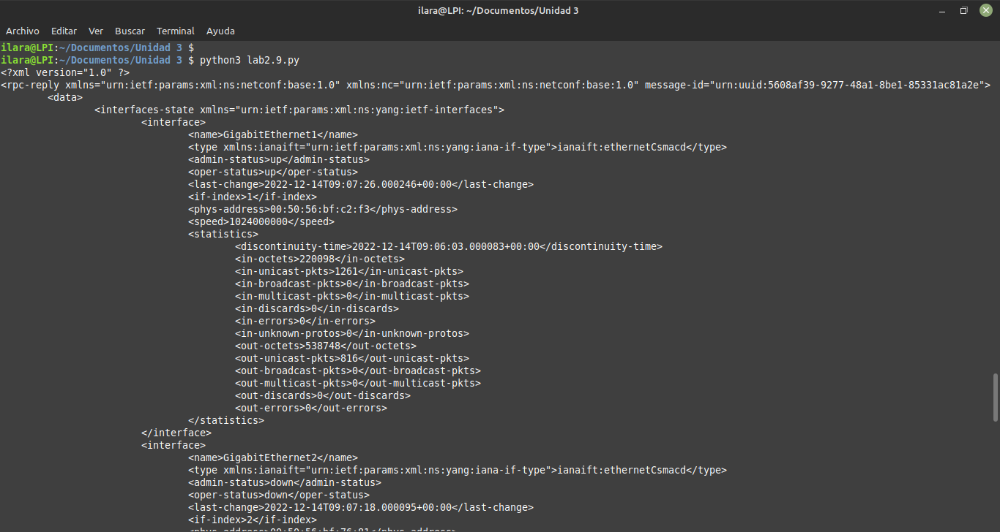 ilara@LPI: ~/Documentos/Unidad 3
Archivo Editar Ver Buscar Terminal Ayuda
ilara@LPI:~/Documentos/Unidad 3 $
ilara@LPI:~/Documentos/Unidad 3 $ python3 lab2.9.py
<?xml version="1.0" ?>
<rpc-reply xmlns="urn:ietf:params:xml:ns:netconf:base:1.0" xmlns:nc="urn:ietf:params:xml:ns:netconf:base:1.0" message-id="urn:uuid:5608af39-9277-48a1-8be1-85331ac81a2e">
<data>
<interfaces-state xmlns="urn:ietf:params:xml:ns:yang:ietf-interfaces">
<interface>
<name>GigabitEthernet1</name>
<type xmlns:ianaift="urn:ietf:params:xml:ns:yang:iana-if-type">ianaift:ethernetCsmacd</type>
<admin-status>up</admin-status>
<oper-status>up</oper-status>
<last-change>2022-12-14T09:07:26.000246+00:00</last-change>
<if-index>1</if-index>
<phys-address>00:50:56:bf:c2:f3</phys-address>
<speed>1024000000</speed>
<statistics>
<discontinuity-time>2022-12-14T09:06:03.000083+00:00</discontinuity-time>
<in-octets>220098</in-octets>
<in-unicast-pkts>1261</in-unicast-pkts>
<in-broadcast-pkts>0</in-broadcast-pkts>
<in-multicast-pkts>0</in-multicast-pkts>
<in-discards>0</in-discards>
<in-errors>0</in-errors>
<in-unknown-protos>0</in-unknown-protos>
<out-octets>538748</out-octets>
<out-unicast-pkts>816</out-unicast-pkts>
<out-broadcast-pkts>0</out-broadcast-pkts>
<out-multicast-pkts>0</out-multicast-pkts>
<out-discards>0</out-discards>
<out-errors>0</out-errors>
</statistics>
</interface>
<interface>
<name>GigabitEthernet2</name>
<type xmlns:ianaift="urn:ietf:params:xml:ns:yang:iana-if-type">ianaift:ethernetCsmacd</type>
<admin-status>down</admin-status>
<oper-status>down</oper-status>
<last-change>2022-12-14T09:07:18.000095+00:00</last-change>
<if-index>2</if-index>
<phys-address>00:50:56:bf:76:81</phys-address>